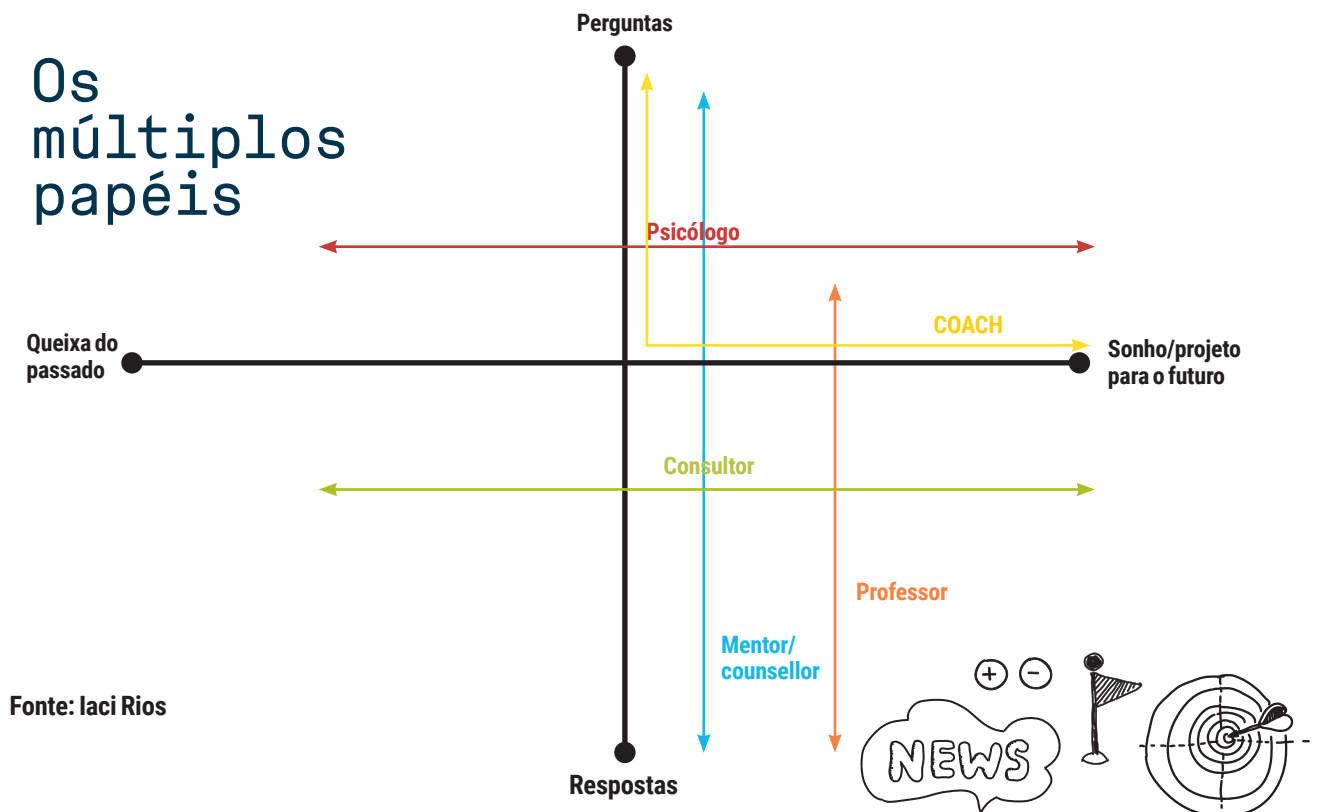 Perguntas
Os
múltiplos
papéis
Psicólogo
COACH
Queixa do
passado
Sonho/projeto
para o futuro
Consultor
Professor
Mentor/
counsellor
Fonte: Iaci Rios
NEWS
Respostas